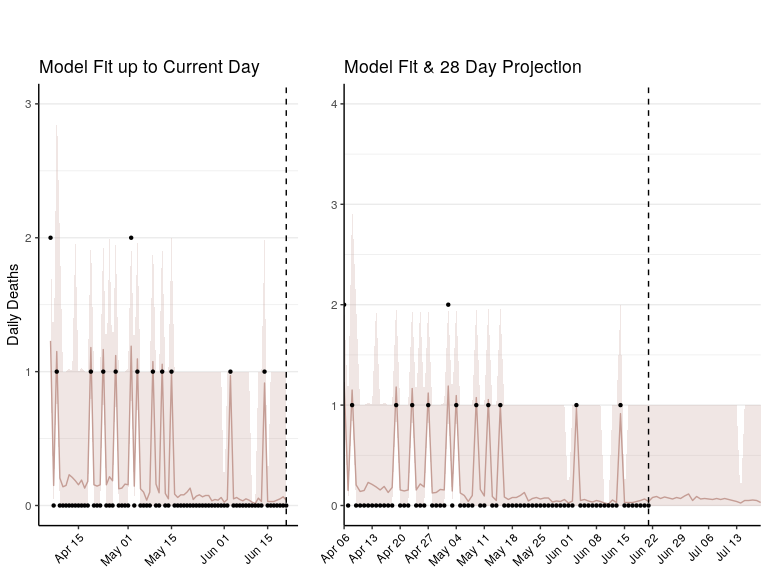 Model Fit up to Current Day
Model Fit & 28 Day Projection
Daily Deaths
3
2
1
0
Apr 15
May 01
May 15
Jun 01
Jun 15
4
3
2
1
0
Apr 06
Apr 13
Apr 20
Apr 27
May 04
May 11
May 18
May 25
Jun 01
Jun 08
Jun 15
Jun 22
Jun 29
Jul 06
Jul 13